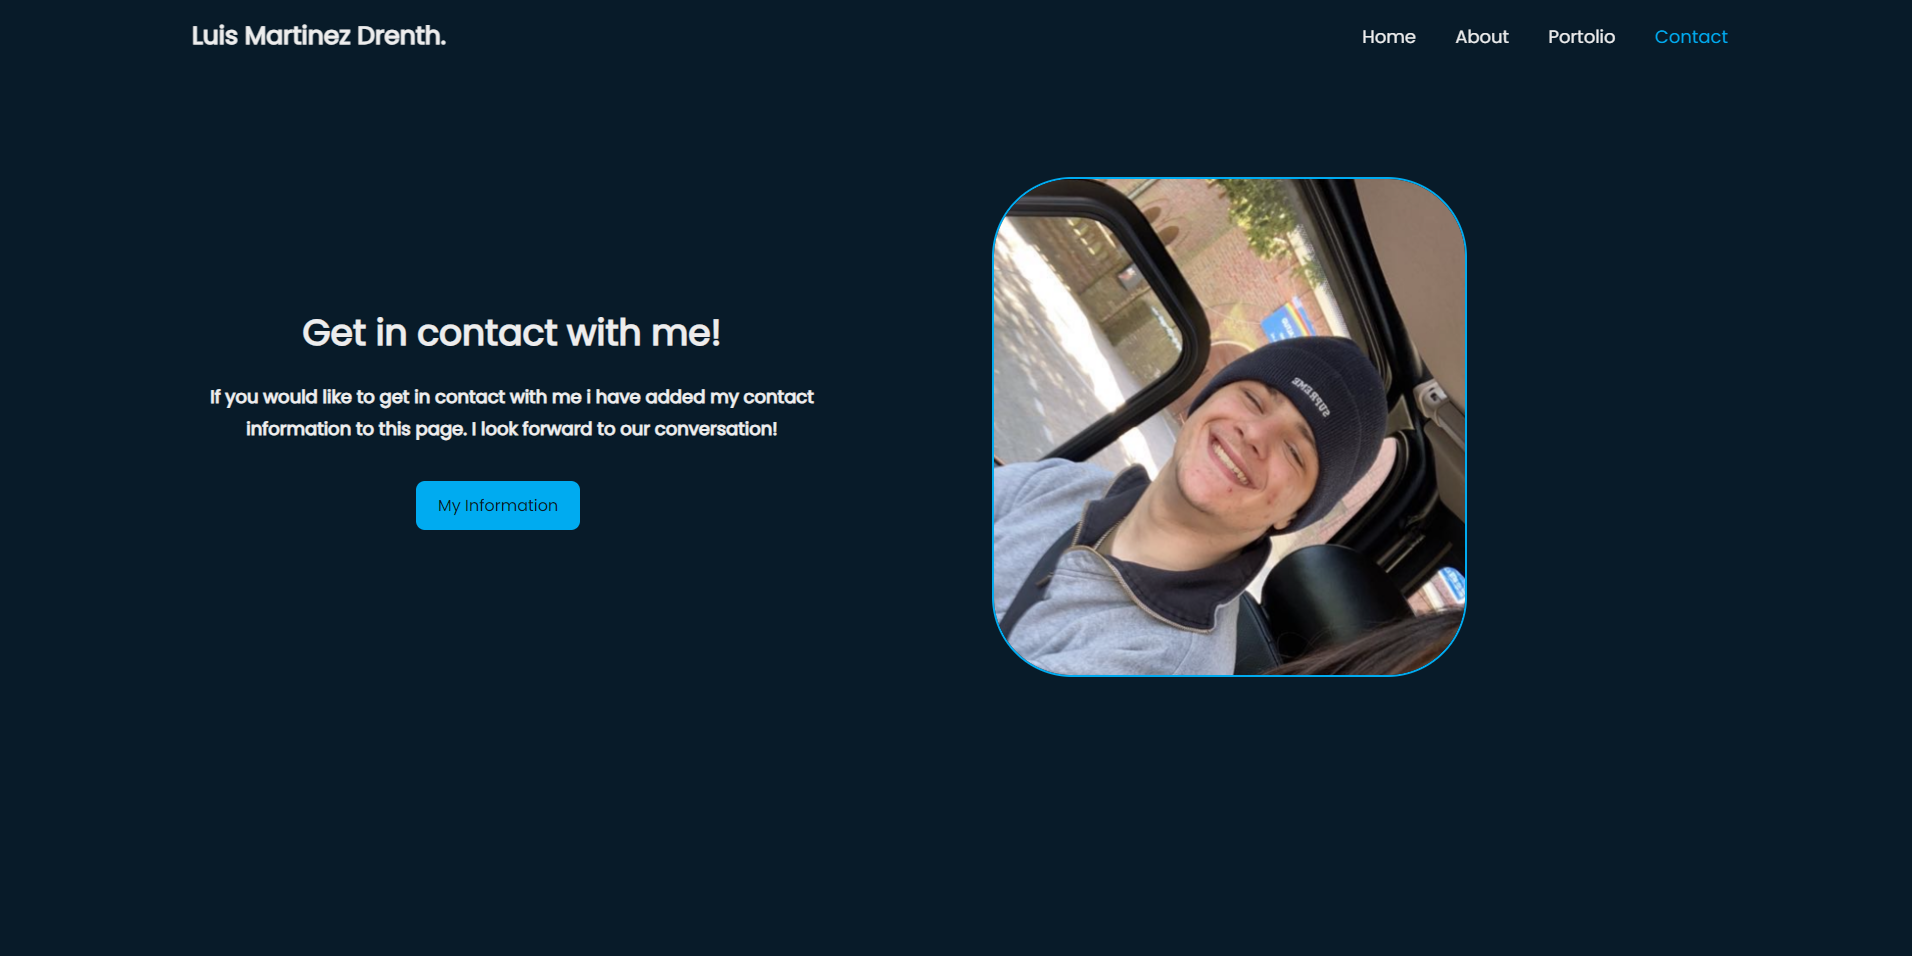 Luis Martinez Drenth.
Home About Portolio Contact
Get in contact with me!
If you would like to get in contact with me i have added my contact
information to this page. I look forward to our conversation!
My Information
SUPREME